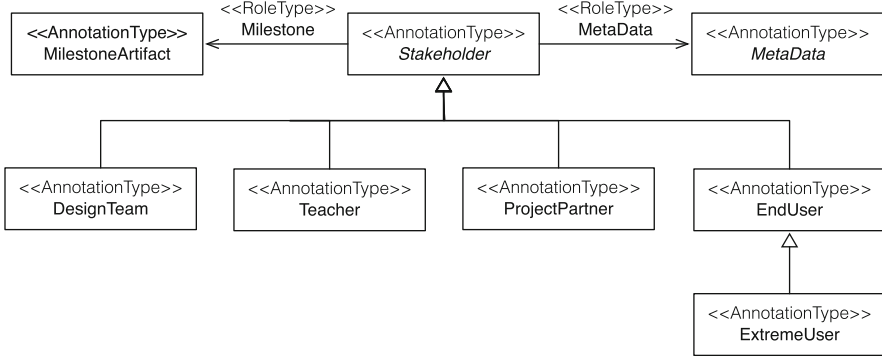 <<RoleType>>
Milestone
<<RoleType>>
MetaData
<<AnnotationType>>
MilestoneArtifact
<<AnnotationType>>
Stakeholder
<<AnnotationType>>
MetaData
<<AnnotationType>>
DesignTeam
<<AnnotationType>>
Teacher
<<AnnotationType>>
ProjectPartner
<<AnnotationType>>
EndUser
<<AnnotationType>>
ExtremeUser